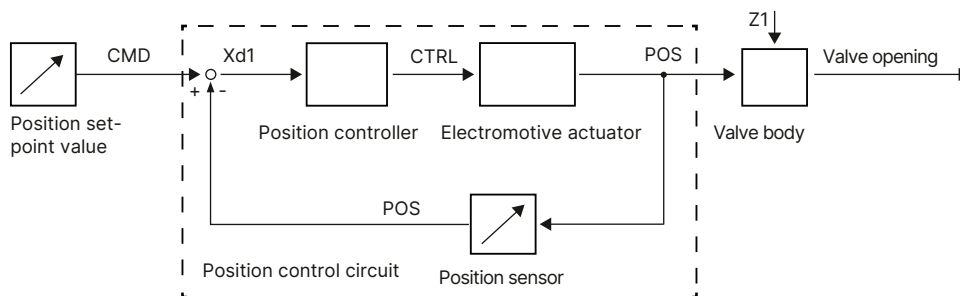 Z1
CMD
Xd1
CTRL
POS
Valve opening
+ -
Position set-
point value
Position controller
Electromotive actuator
Valve body
POS
Position control circuit
Position sensor